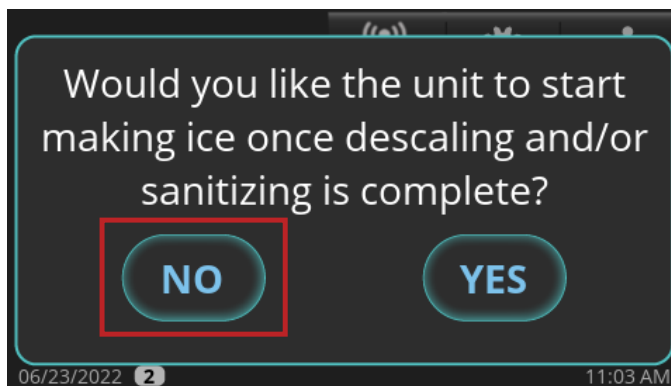 Would you like the unit to start
making ice once descaling and/or
sanitizing is complete?
NO YES
06/23/2022 2 11:03 AM